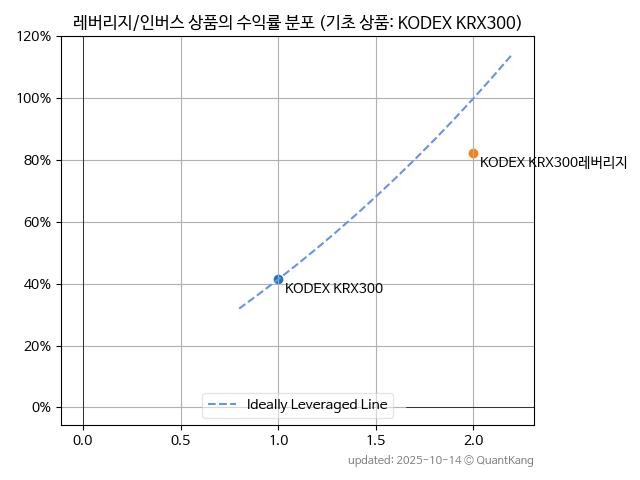 레버리지/인버스 상품의 수익률 분포 (기초 상품: KODEX KRX300)
120%
100%
80%
60%
40%
20%
0%
KODEX KRX300레버리지
KODEX KRX300
Ideally Leveraged Line
0.0 0.5 1.0 1.5 2.0
updated: 2025-10-14 © QuantKang